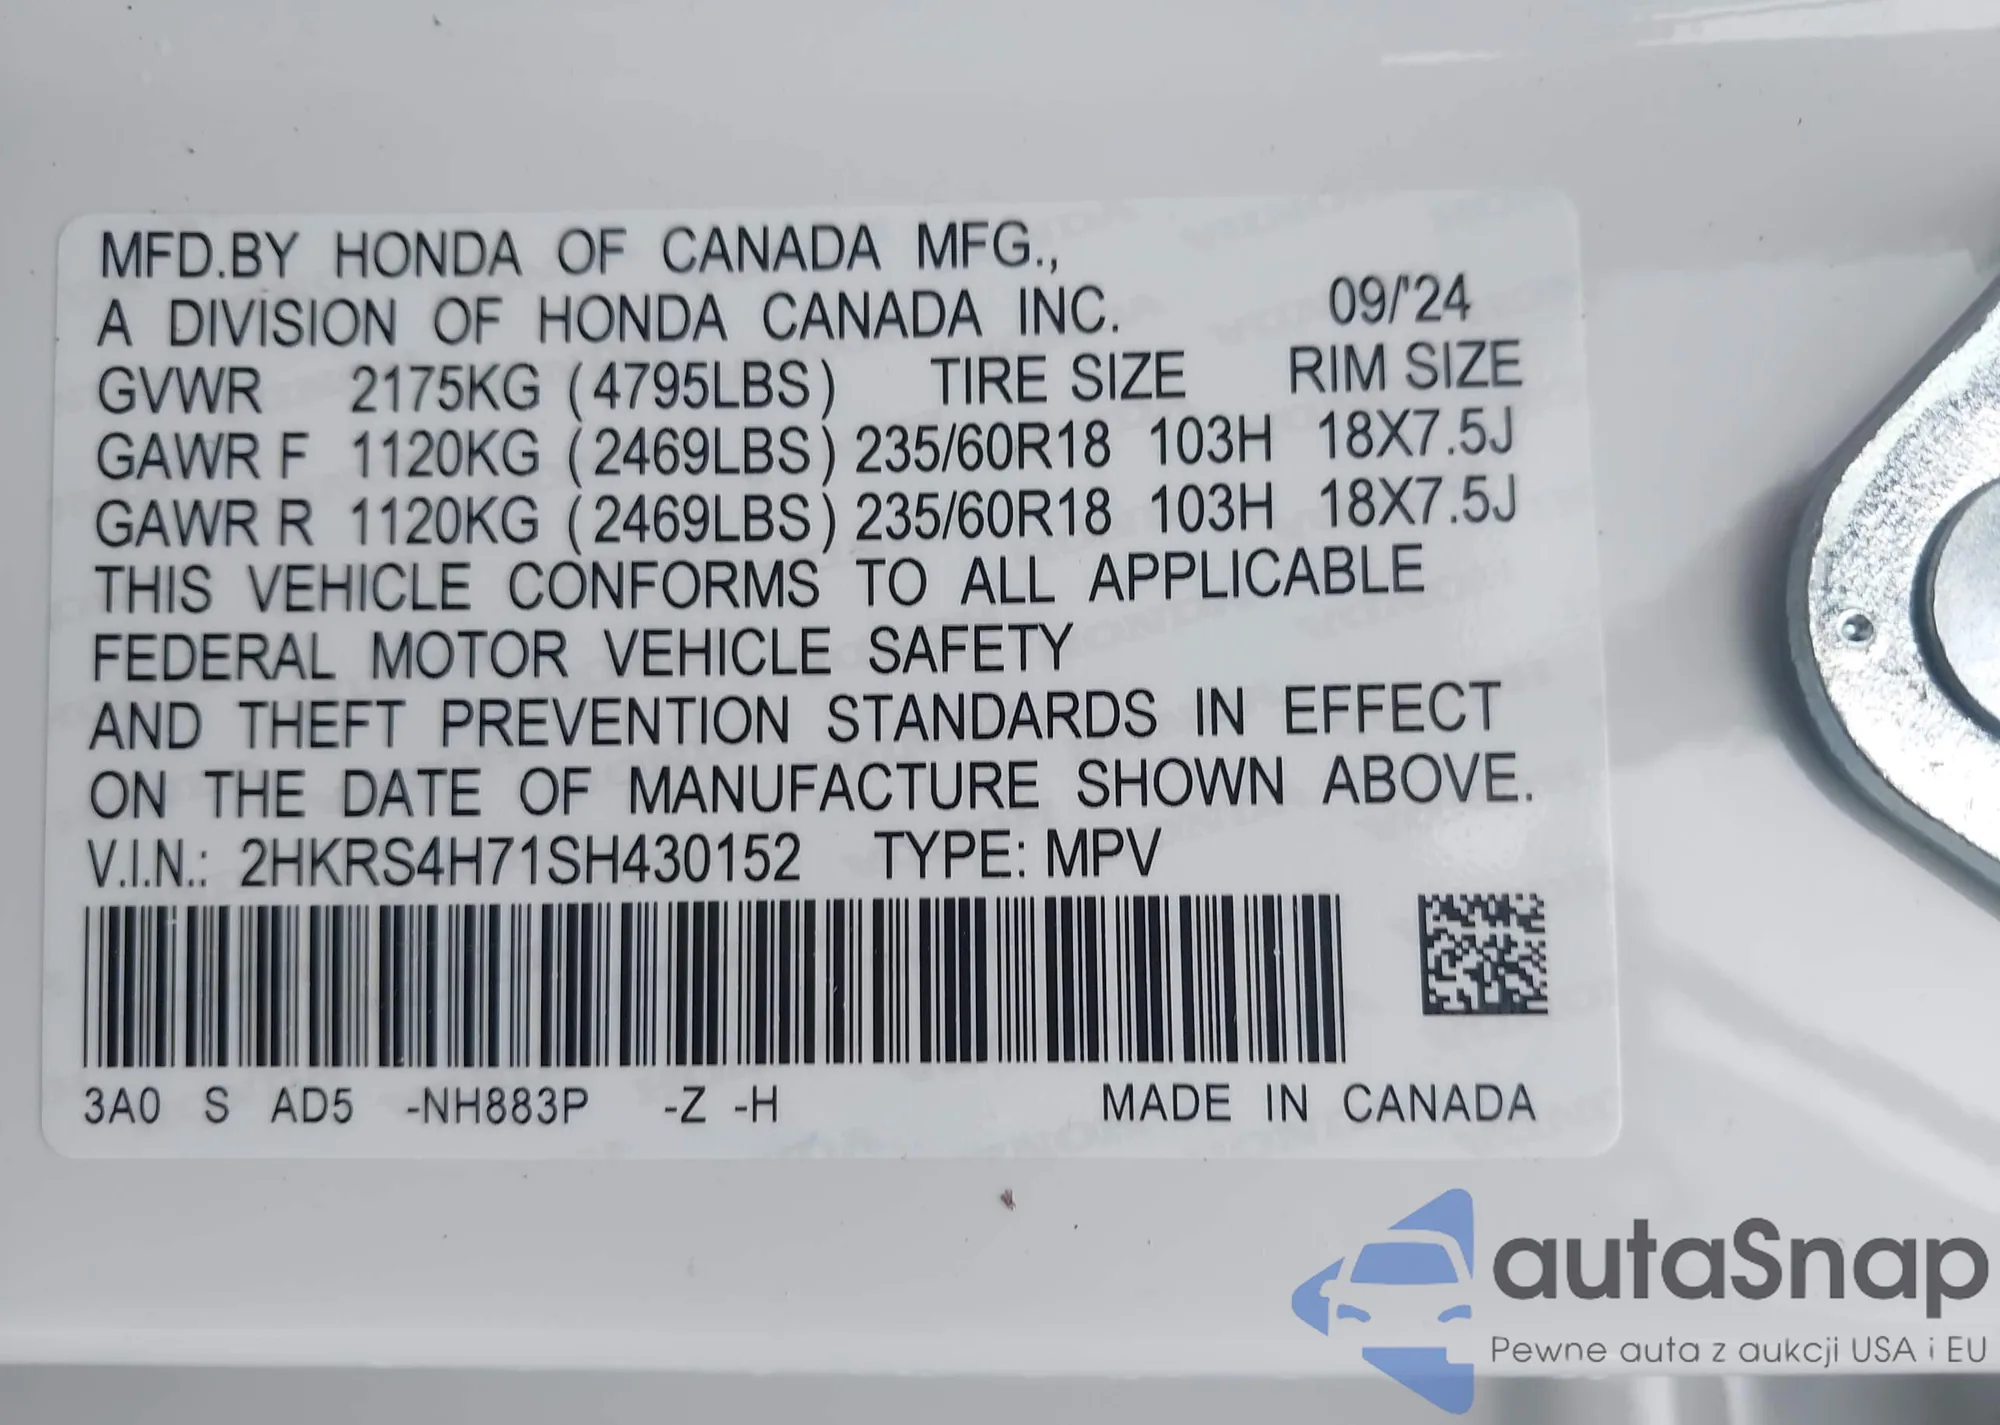 MFD.BY HONDA OF CANADA MFG.,
A DIVISION OF HONDA CANADA INC. 09/'24
GVWR 2175KG (4795LBS) TIRE SIZE RIM SIZE
GAWR F 1120KG (2469LBS) 235/60R18 103H 18X7.5J
GAWR R 1120KG (2469LBS) 235/60R18 103H 18X7.5J
THIS VEHICLE CONFORMS TO ALL APPLICABLE
FEDERAL MOTOR VEHICLE SAFETY
AND THEFT PREVENTION STANDARDS IN EFFECT
ON THE DATE OF MANUFACTURE SHOWN ABOVE.
V.I.N.: 2HKRS4H71SH430152 TYPE: MPV
3A0 S AD5 -NH883P -Z -H MADE IN CANADA
autaSnap
Pewne auta z aukcji USA i EU